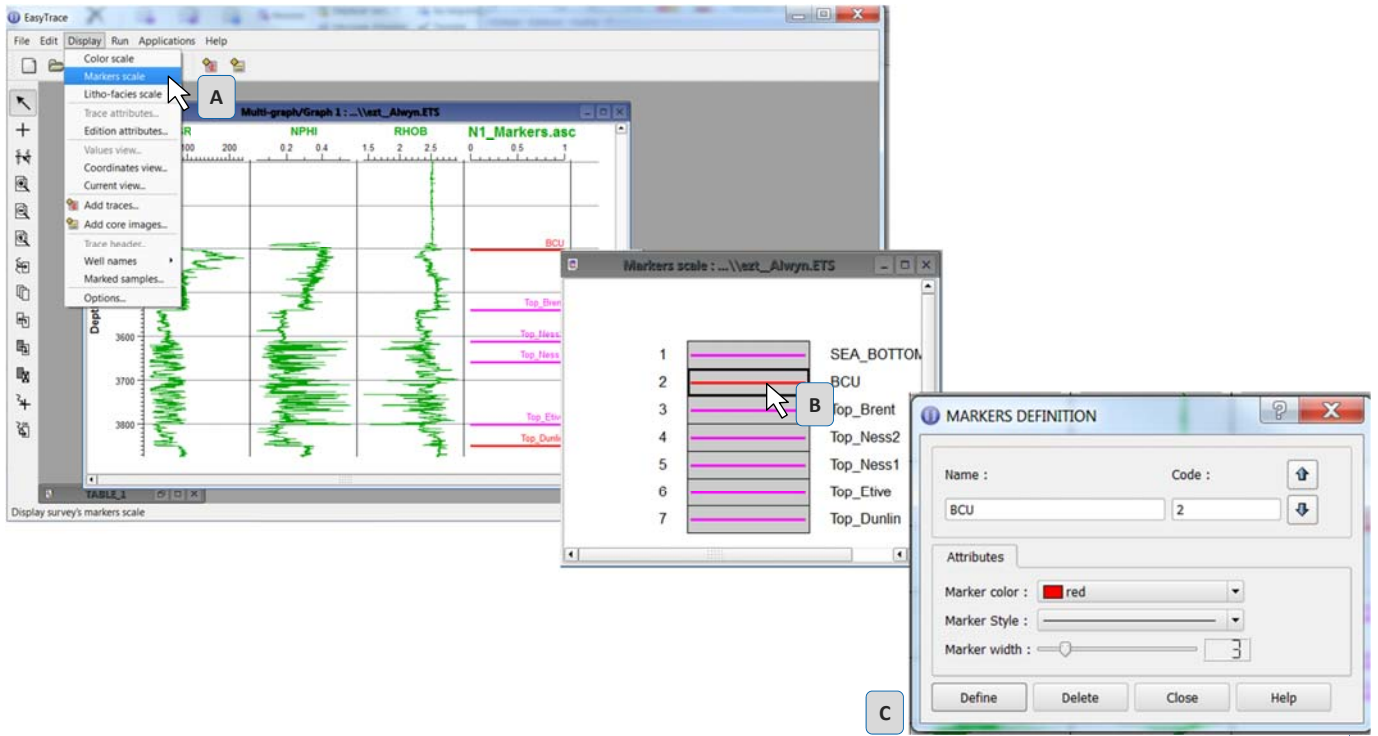 EasyTrace
File Edit Display Run Applications Help
Color scale
Markers scale
Litho-facies scale
Trace attributes...
Edition attributes...
Values view...
Coordinates view...
Current view...
Add traces...
Add core images...
Trace header...
Well names
Marked samples...
Options...
A
Multi-graph/Graph 1 : ...\\ezt_Alwyn.ETS
NPHI RHOB N1_Markers.asc
200 0.2 0.4 1.5 2 2.5 0 0.5 1
BCU
Top_Bren
Top_Ness
Top_Ness
Top_Etiv
Top_Dunli
3600
3700
3800
TABLE_1
Display survey's markers scale
Markers scale : ...\\ezt_Alwyn.ETS
1 SEA_BOTTOM
2 BCU
3 Top_Brent
4 Top_Ness2
5 Top_Ness1
6 Top_Etive
7 Top_Dunlin
B
MARKERS DEFINITION
Name : Code :
BCU 2
Attributes
Marker color : red
Marker Style :
Marker width : 3
Define Delete Close Help
C